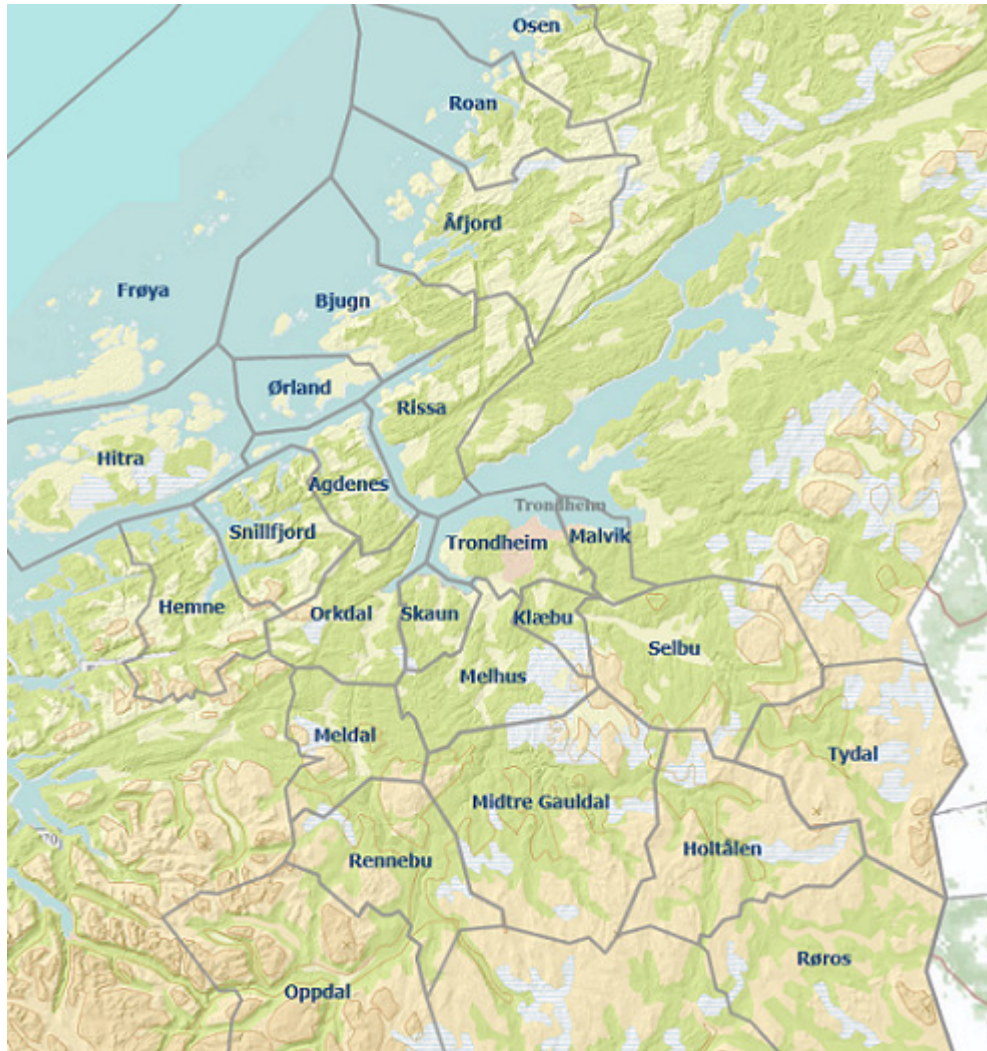 Osen
Roan
Åfjord
Frøya
Bjugn
Ørland
Rissa
Hitra
Agdenes
Trondheim
Snillfjord
Trondheim
Malvik
Hemne
Orkdal
Skaun
Klæbu
Selbu
Melhus
Meldal
Tydal
Midtre Gauldal
Holtålen
Rennebu
Røros
Oppdal